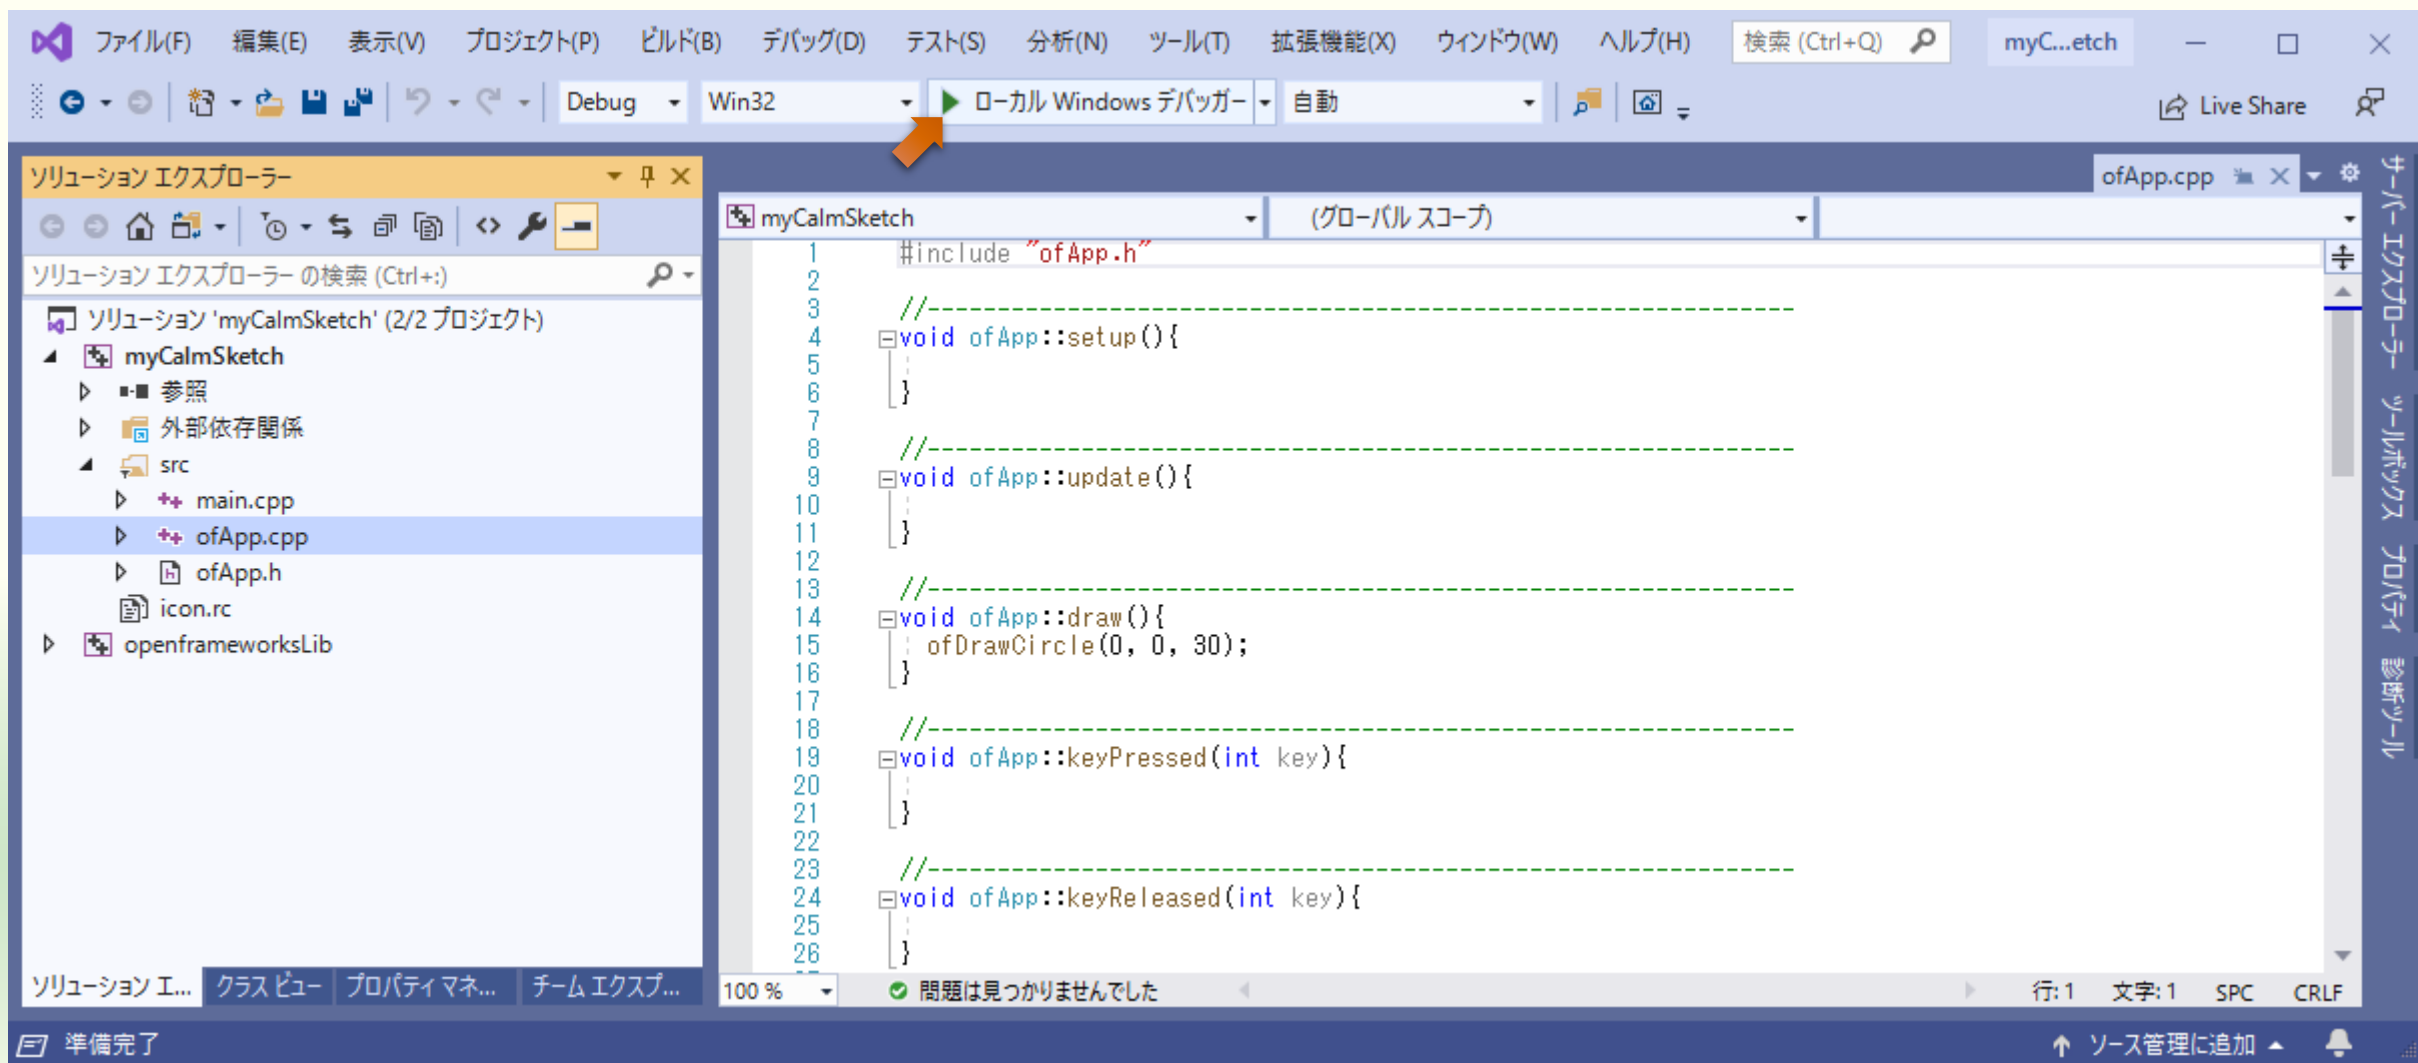 ファイル(F) 編集(E) 表示(V) プロジェクト(P) ビルド(B) デバッグ(D) テスト(S) 分析(N) ツール(T) 拡張機能(X) ウィンドウ(W) ヘルプ(H) 検索 (Ctrl+Q) myC...etch
Debug Win32 ローカル Windows デバッガー 自動 Live Share
ソリューション エクスプローラー
ソリューション エクスプローラー の検索 (Ctrl+:)
ソリューション 'myCalmSketch' (2/2 プロジェクト)
myCalmSketch
参照
外部依存関係
src
main.cpp
ofApp.cpp
ofApp.h
icon.rc
openframeworksLib
ソリューション エ... クラス ビュー プロパティ マネ... チーム エクスプ...
ofApp.cpp
myCalmSketch (グローバル スコープ)
1 #include "ofApp.h"
2
3 //--------------------------------------------------------------
4 void ofApp::setup(){
5
6 }
7
8 //--------------------------------------------------------------
9 void ofApp::update(){
10
11 }
12
13 //--------------------------------------------------------------
14 void ofApp::draw(){
15 ofDrawCircle(0, 0, 30);
16 }
17
18 //--------------------------------------------------------------
19 void ofApp::keyPressed(int key){
20
21 }
22
23 //--------------------------------------------------------------
24 void ofApp::keyReleased(int key){
25
26 }
100 % 問題は見つかりませんでした 行: 1 文字: 1 SPC CRLF
サーバー エクスプローラー
ツールボックス
プロパティ
診断ツール
準備完了 ソース管理に追加